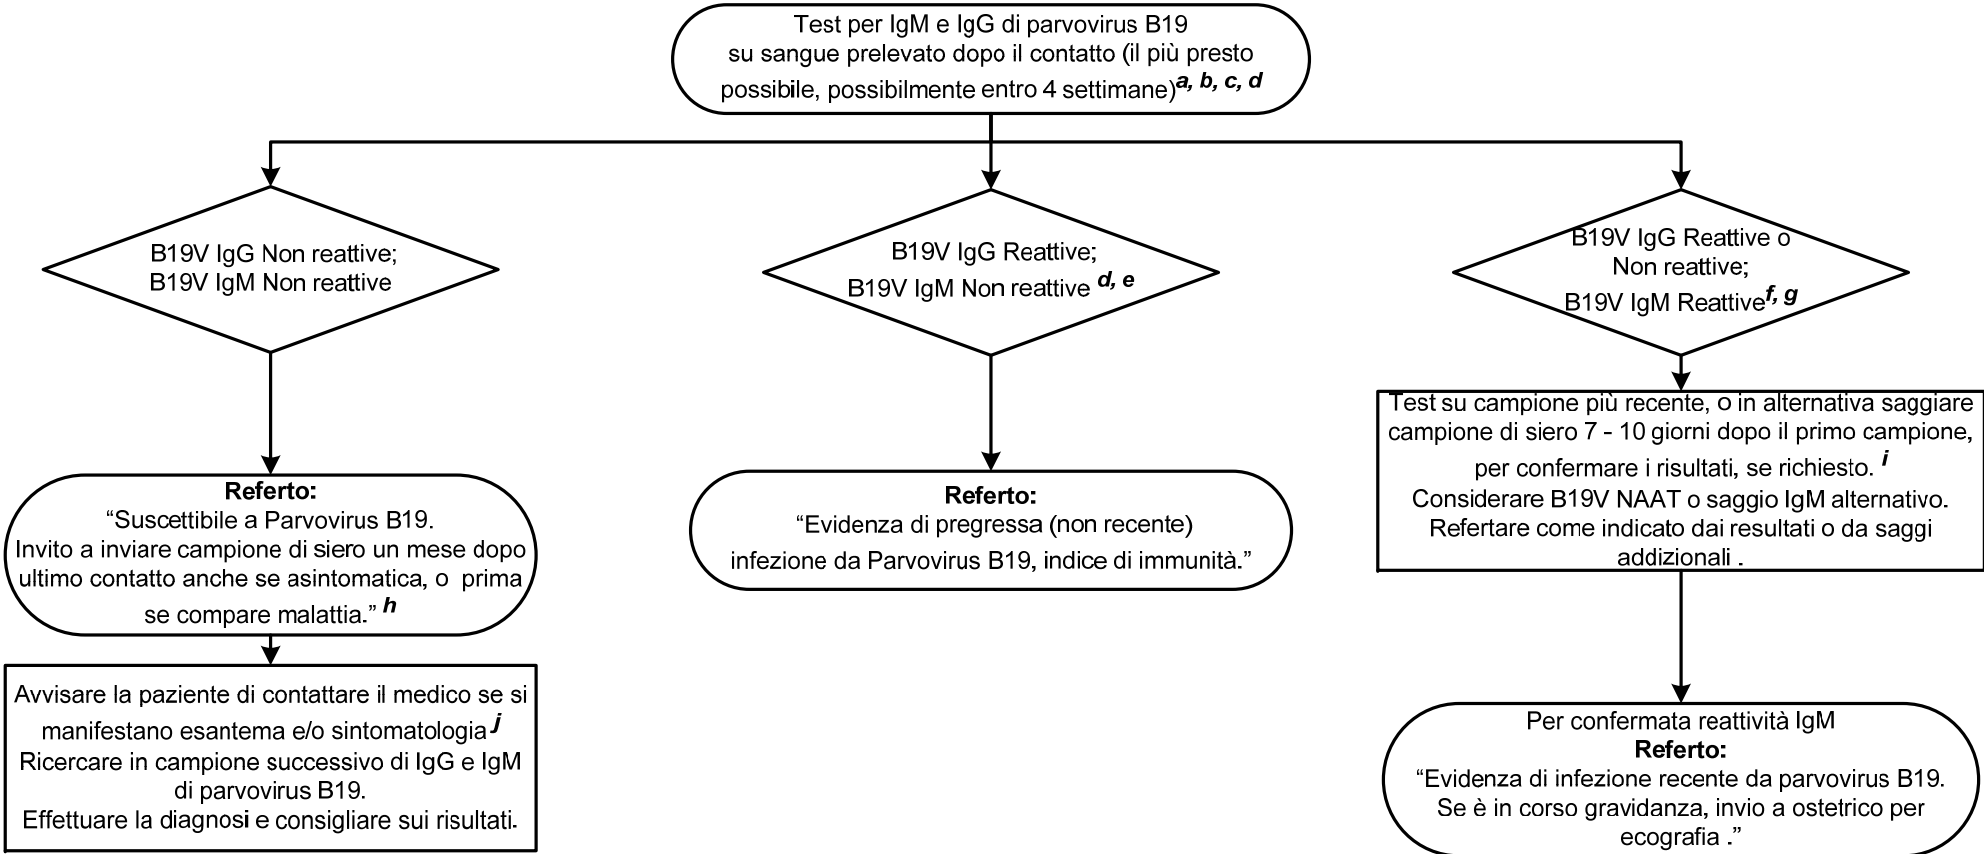 Test per IgM e IgG di parvovirus B19
su sangue prelevato dopo il contatto (il più presto
possibile, possibilmente entro 4 settimane)a, b, c, d
B19V IgG Non reattive;
B19V IgM Non reattive
B19V IgG Reattive;
B19V IgM Non reattive d, e
B19V IgG Reattive o
Non reattive;
B19V IgM Reattivef, g
Referto:
“Suscettibile a Parvovirus B19.
Invito a inviare campione di siero un mese dopo
ultimo contatto anche se asintomatica, o prima
se compare malattia.” h
Avvisare la paziente di contattare il medico se si
manifestano esantema e/o sintomatologia j
Ricercare in campione successivo di IgG e IgM
di parvovirus B19.
Effettuare la diagnosi e consigliare sui risultati.
Referto:
“Evidenza di pregressa (non recente)
infezione da Parvovirus B19, indice di immunità.”
Test su campione più recente, o in alternativa saggiare
campione di siero 7 - 10 giorni dopo il primo campione,
per confermare i risultati, se richiesto. i
Considerare B19V NAAT o saggio IgM alternativo.
Refertare come indicato dai resultati o da saggi
addizionali .
Per confermata reattività IgM
Referto:
“Evidenza di infezione recente da parvovirus B19.
Se è in corso gravidanza, invio a ostetrico per
ecografia .”